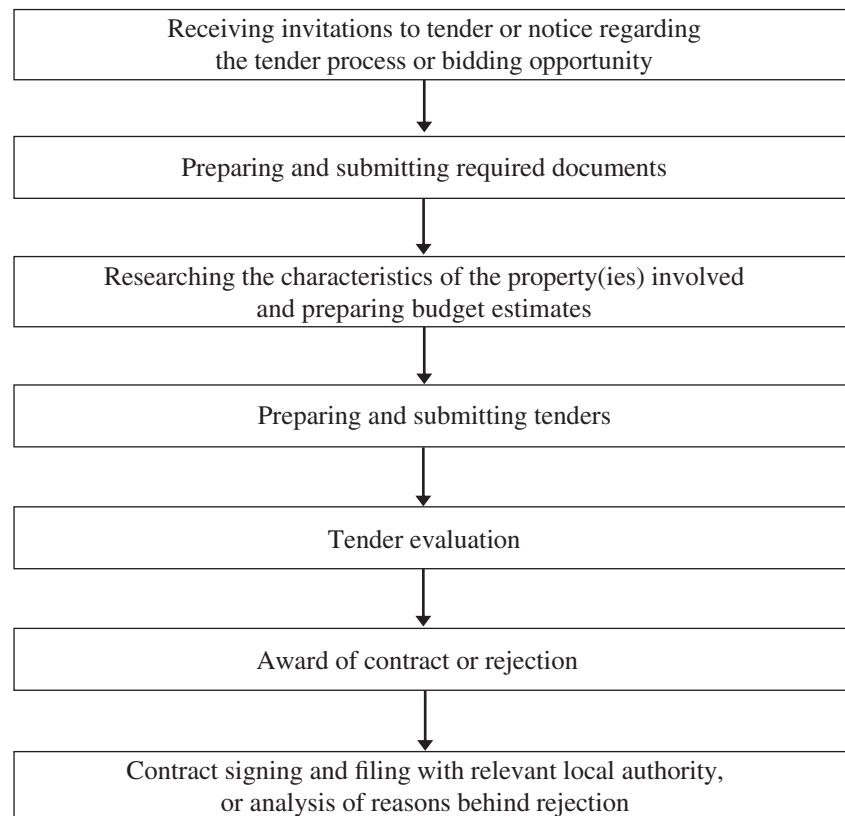 Receiving invitations to tender or notice regarding
the tender process or bidding opportunity
Preparing and submitting required documents
Researching the characteristics of the property(ies) involved
and preparing budget estimates
Preparing and submitting tenders
Tender evaluation
Award of contract or rejection
Contract signing and filing with relevant local authority,
or analysis of reasons behind rejection